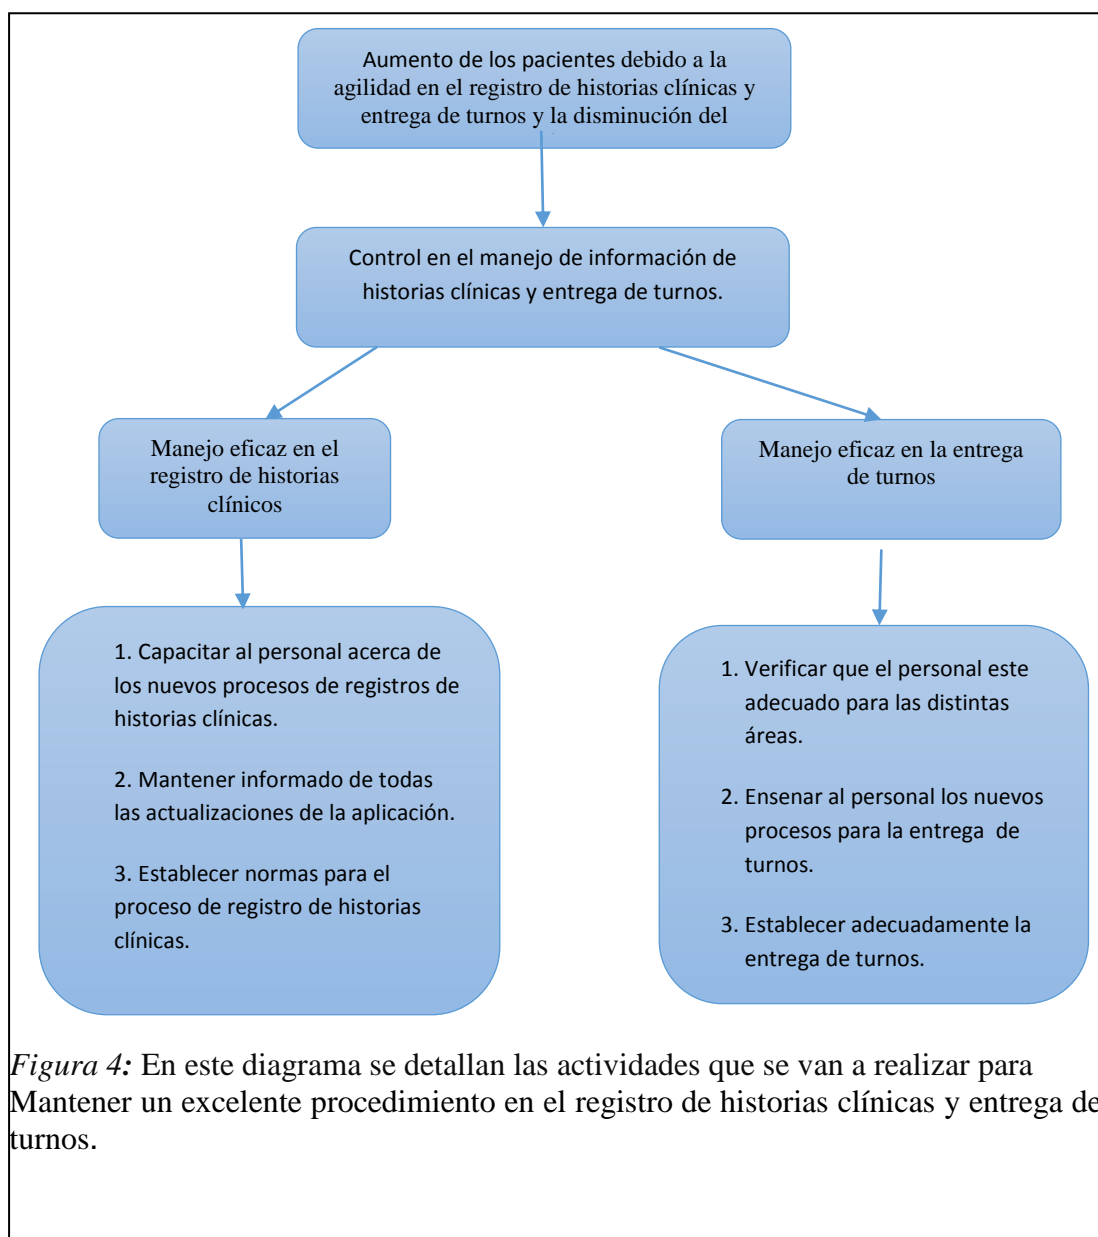 Aumento de los pacientes debido a la
agilidad en el registro de historias clínicas y
entrega de turnos y la disminución del
Control en el manejo de información de
historias clínicas y entrega de turnos.
Manejo eficaz en el
registro de historias
clínicos
Manejo eficaz en la entrega
de turnos
1. Capacitar al personal acerca de
los nuevos procesos de registros de
historias clínicas.
2. Mantener informado de todas
las actualizaciones de la aplicación.
3. Establecer normas para el
proceso de registro de historias
clínicas.
1. Verificar que el personal este
adecuado para las distintas
áreas.
2. Ensenar al personal los nuevos
procesos para la entrega  de
turnos.
3. Establecer adecuadamente la
entrega de turnos.
Figura 4: En este diagrama se detallan las actividades que se van a realizar para
Mantener un excelente procedimiento en el registro de historias clínicas y entrega de
turnos.